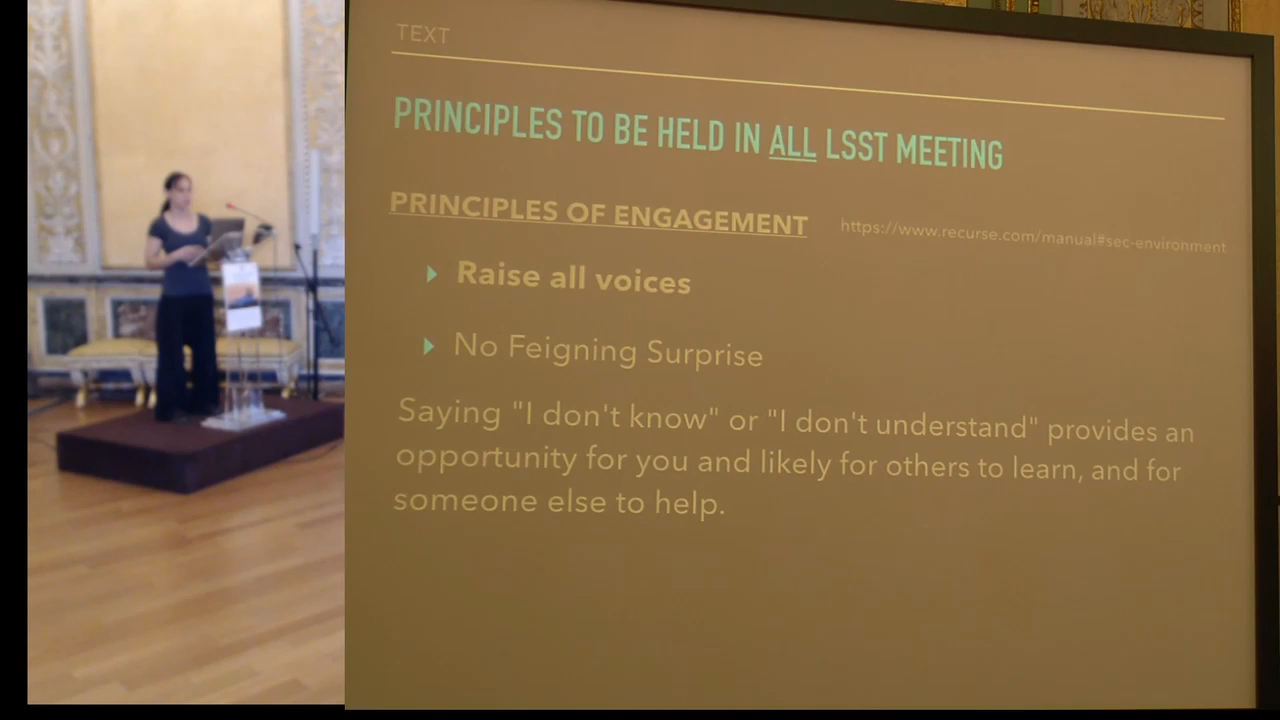 TEXT
PRINCIPLES TO BE HELD IN ALL LSST MEETING
PRINCIPLES OF ENGAGEMENT https://www.recurse.com/manual#sec-environment
Raise all voices
No Feigning Surprise
Saying "I don't know" or "I don't understand" provides an
opportunity for you and likely for others to learn, and for
someone else to help.